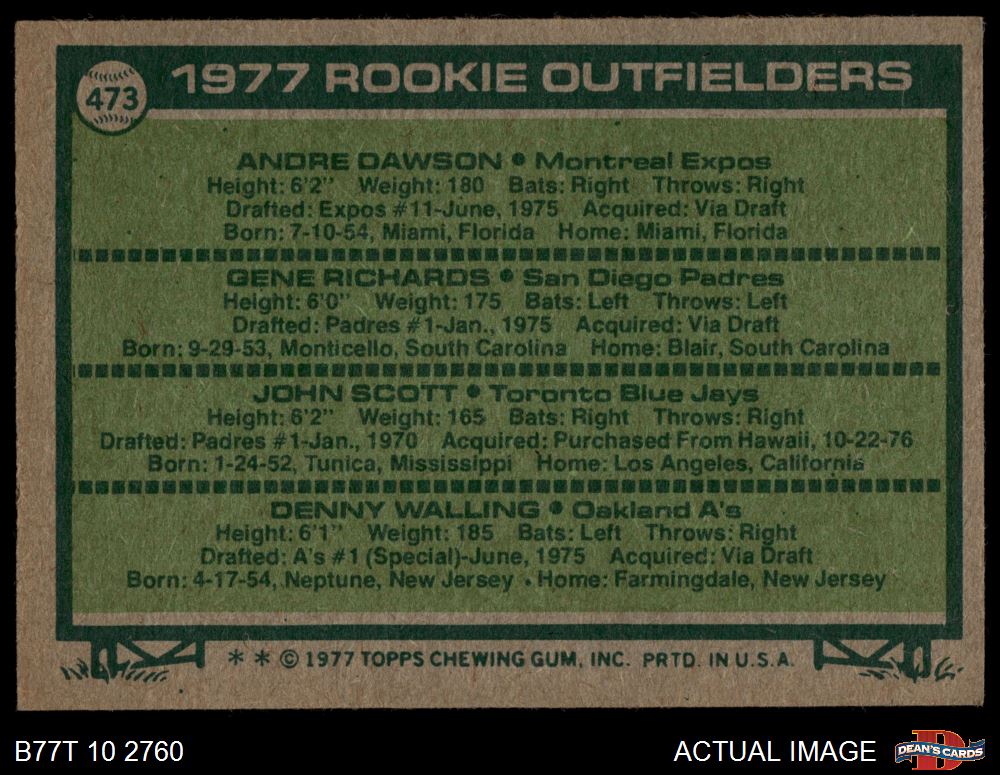 473
1977 ROOKIE OUTFIELDERS
ANDRE DAWSON • Montreal Expos
Height: 6'2" Weight: 180 Bats: Right Throws: Right
Drafted: Expos #11-June, 1975 Acquired: Via Draft
Born: 7-10-54, Miami, Florida Home: Miami, Florida
GENE RICHARDS • San Diego Padres
Height: 6'0" Weight: 175 Bats: Left Throws: Left
Drafted: Padres #1-Jan., 1975 Acquired: Via Draft
Born: 9-29-53, Monticello, South Carolina Home: Blair, South Carolina
JOHN SCOTT • Toronto Blue Jays
Height: 6'2" Weight: 165 Bats: Right Throws: Right
Drafted: Padres #1-Jan., 1970 Acquired: Purchased From Hawaii, 10-22-76
Born: 1-24-52, Tunica, Mississippi Home: Los Angeles, California
DENNY WALLING • Oakland A's
Height: 6'1" Weight: 185 Bats: Left Throws: Right
Drafted: A's #1 (Special)-June, 1975 Acquired: Via Draft
Born: 4-17-54, Neptune, New Jersey Home: Farmingdale, New Jersey
* * © 1977 TOPPS CHEWING GUM, INC. PRTD. IN U.S.A.
B77T 10 2760 ACTUAL IMAGE
D
DEAN'S CARDS